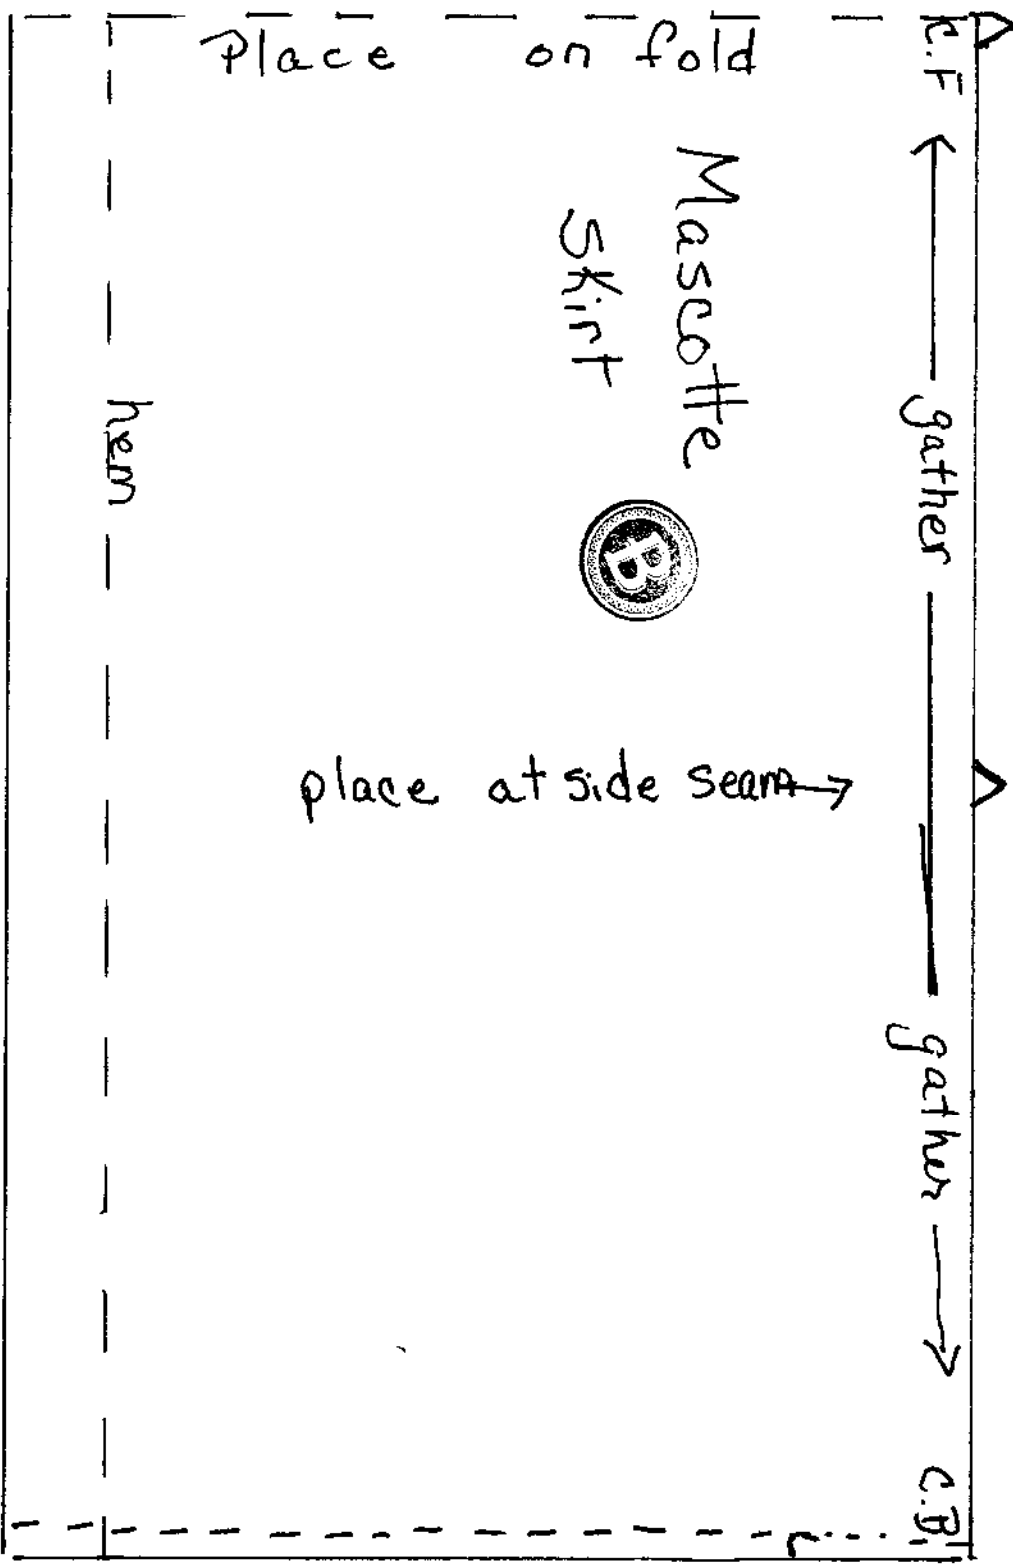 Place on fold
C.F
gather
gather
C.B.
Mascotte
Skirt
B
place at side seam
hem